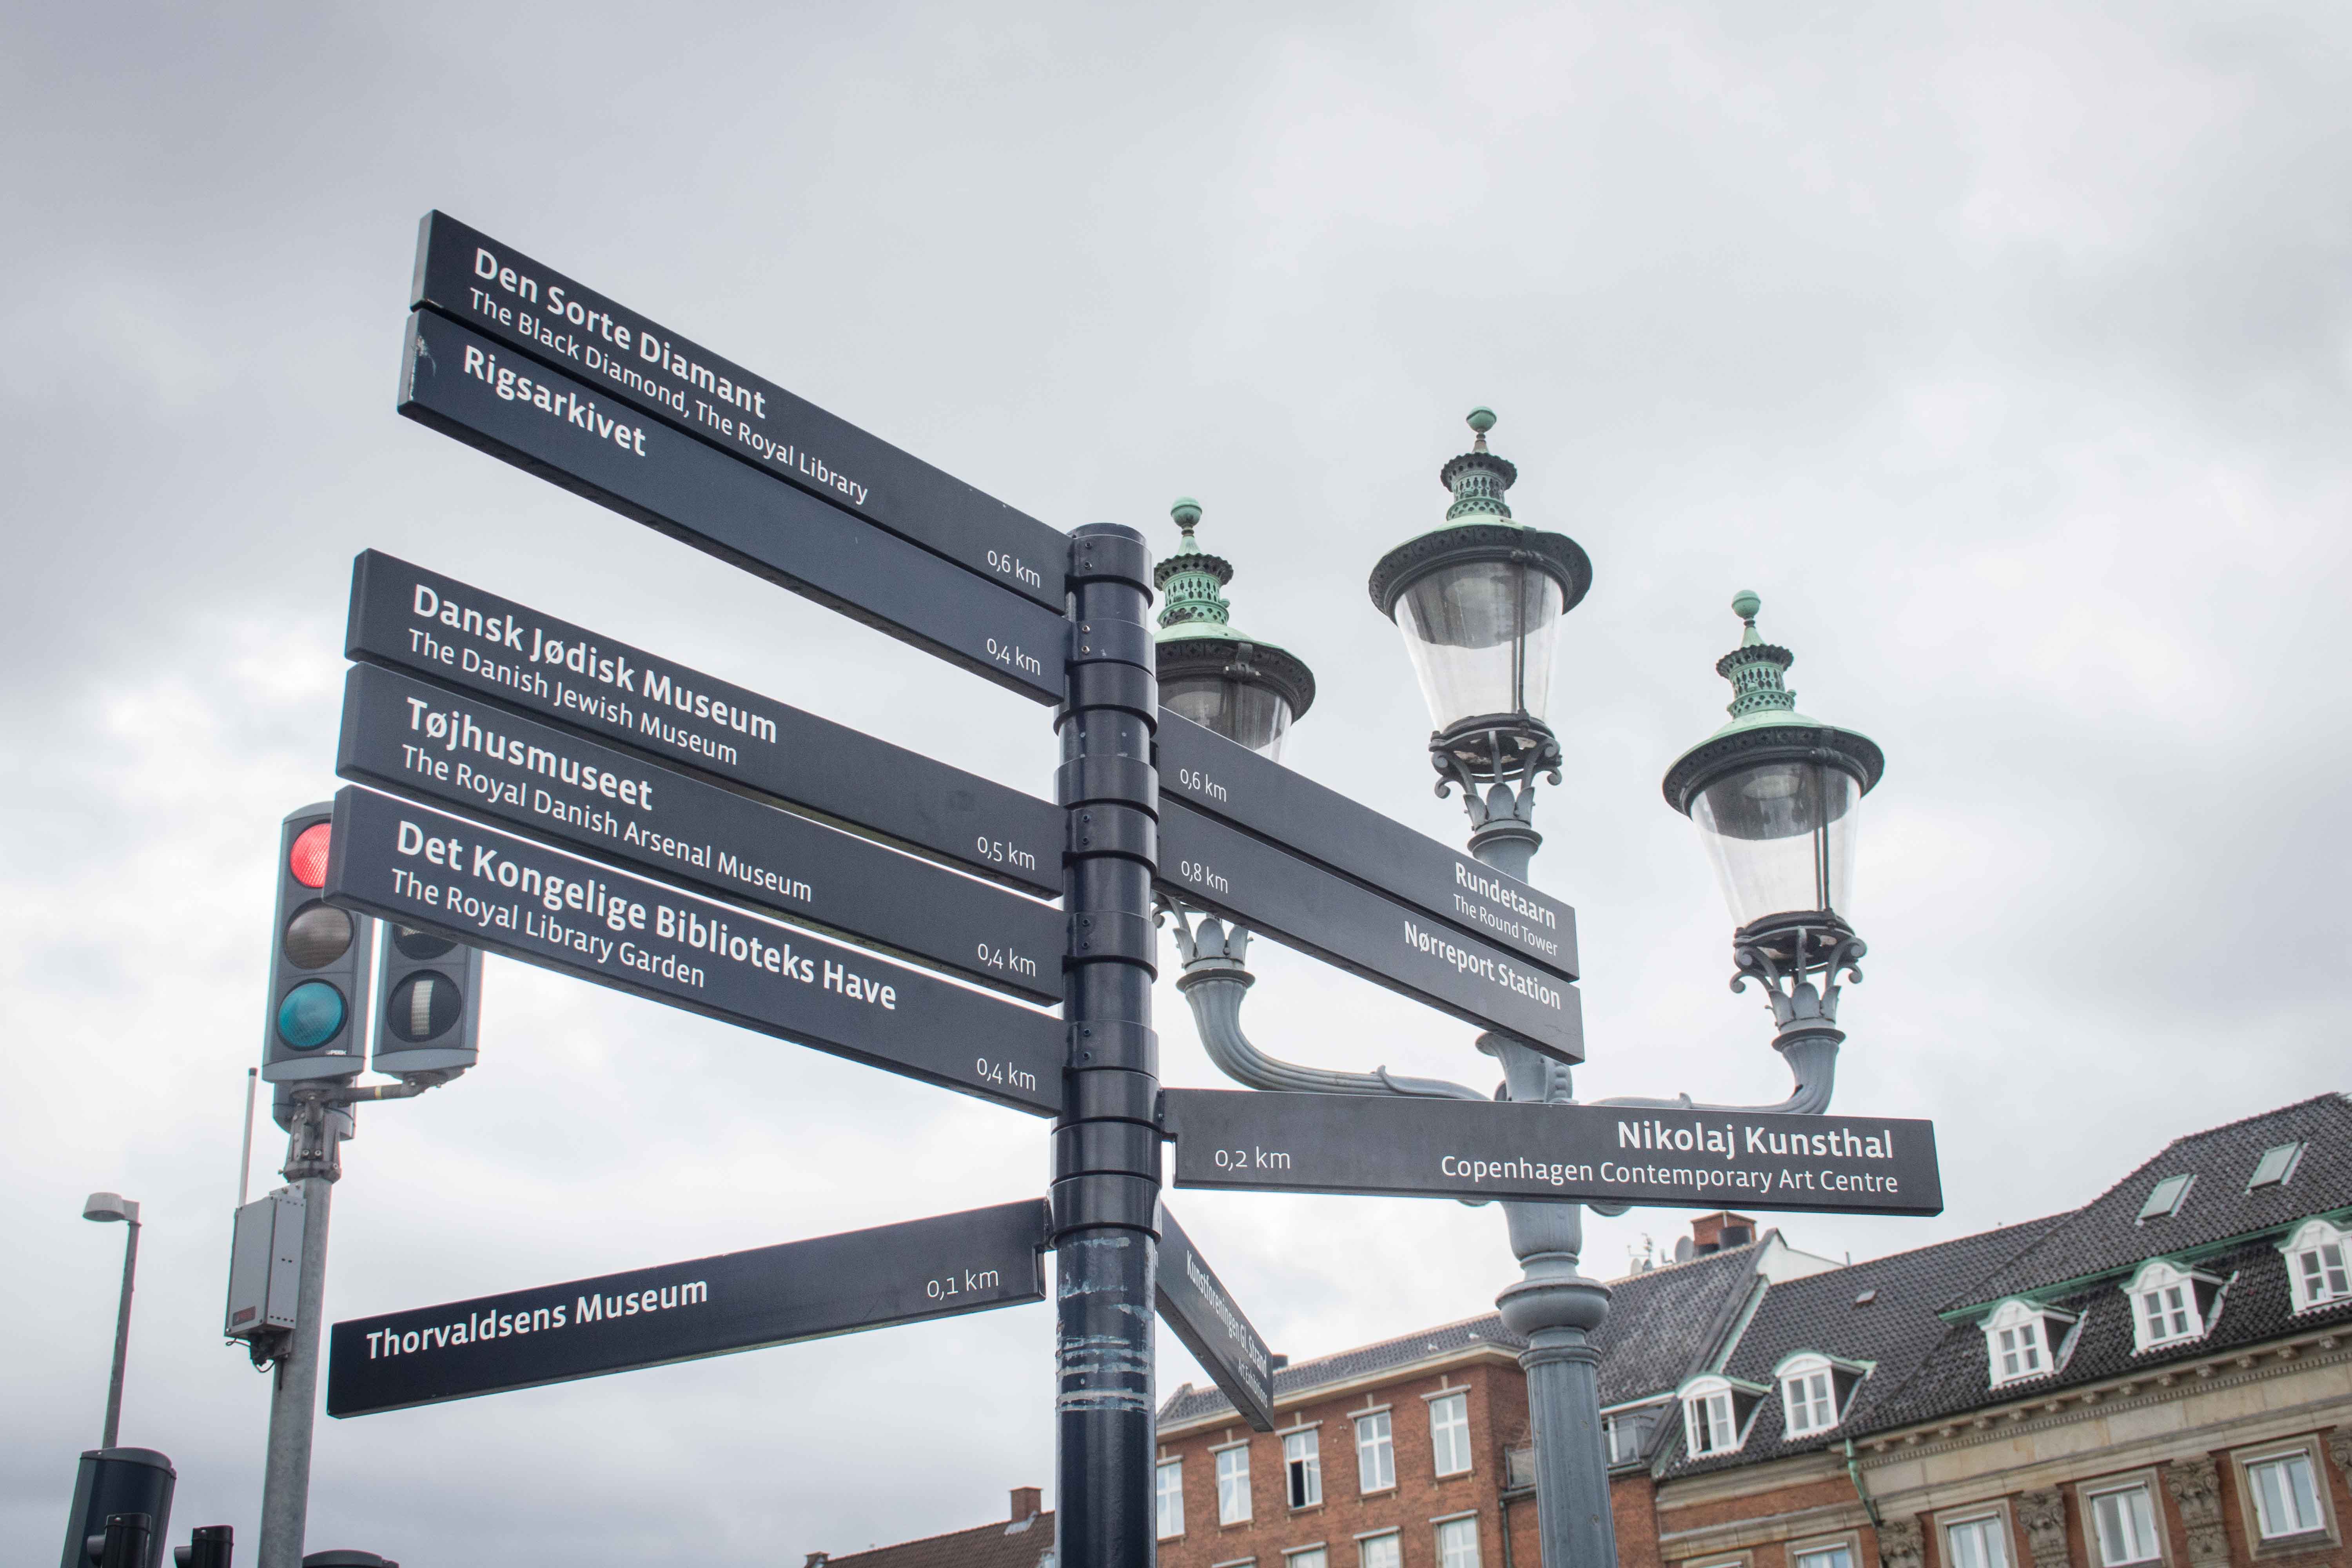 Den Sorte Diamant
The Black Diamond, The Royal Library
0,6 km
Rigsarkivet
0,4 km
Dansk Jødisk Museum
The Danish Jewish Museum
0,5 km
Tøjhusmuseet
The Royal Danish Arsenal Museum
0,4 km
Det Kongelige Biblioteks Have
The Royal Library Garden
0,4 km
0,6 km
Rundetaarn
The Round Tower
0,8 km
Nørreport Station
Nikolaj Kunsthal
0,2 km
Copenhagen Contemporary Art Centre
Thorvaldsens Museum
0,1 km
Kunstforeningen Gl. Strand
Art Exhibitions